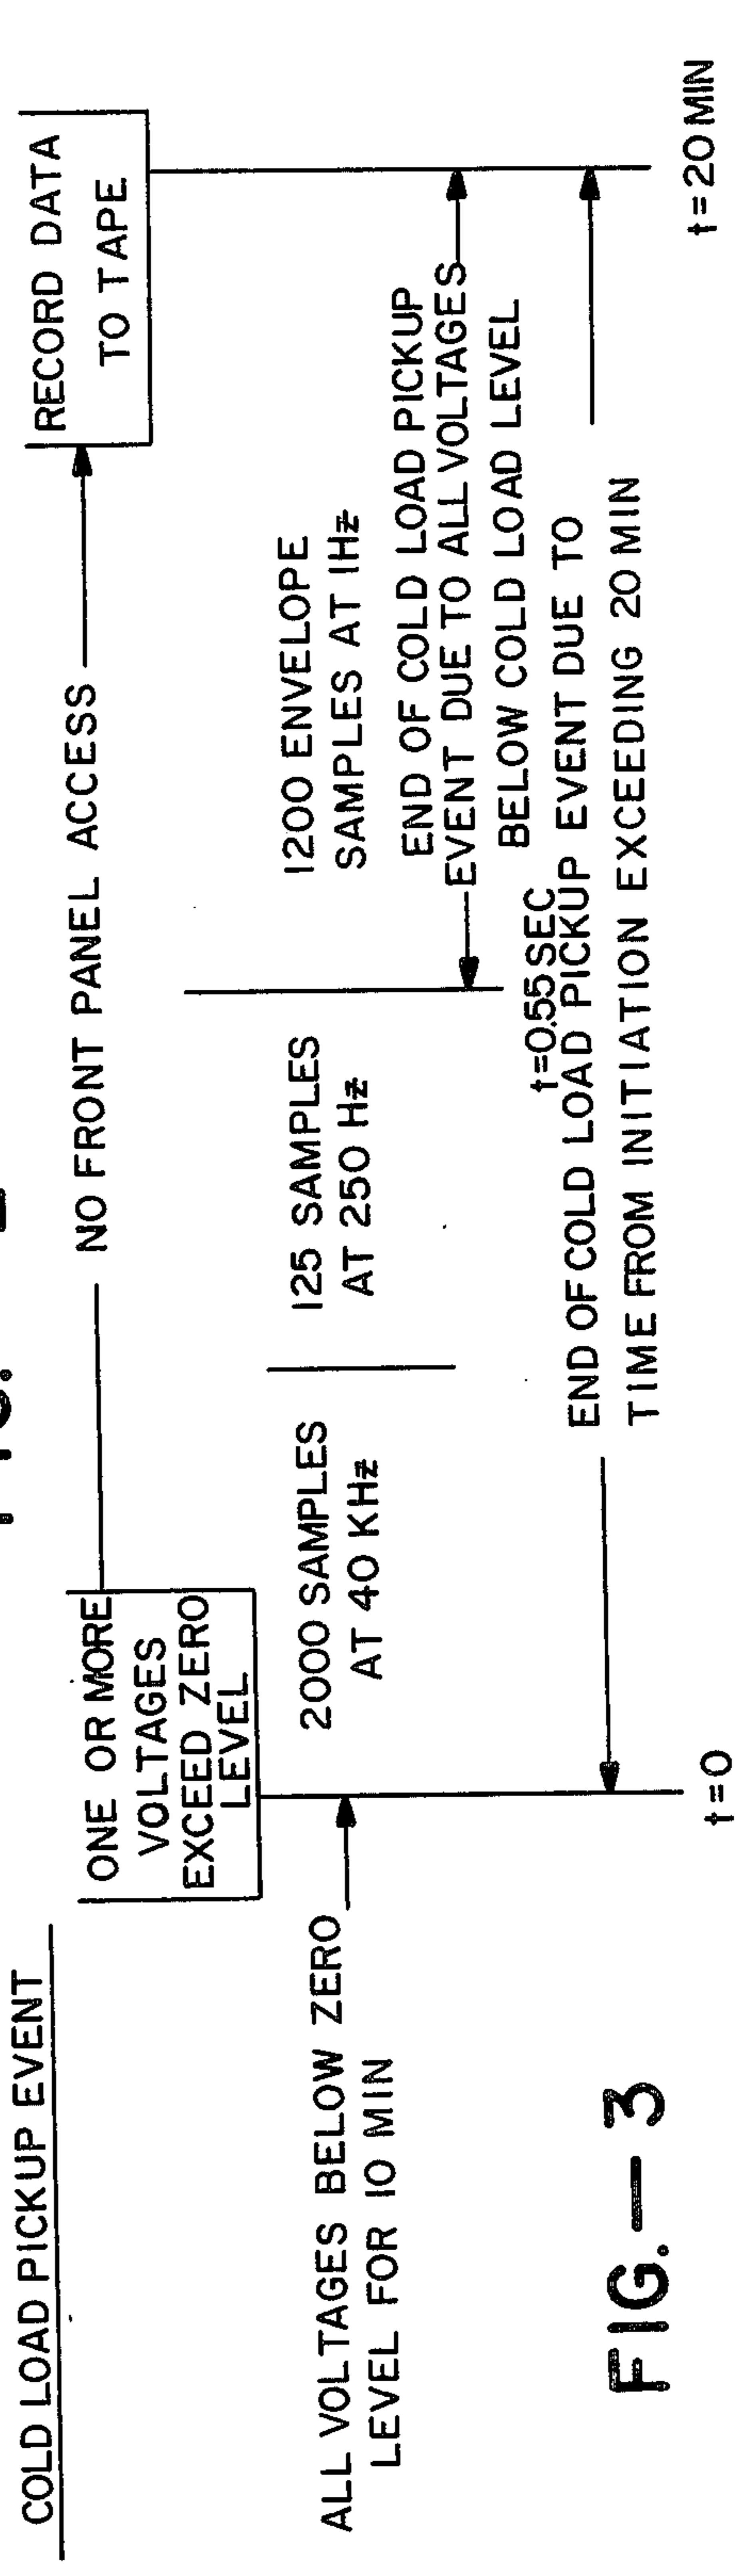 COLD LOAD PICKUP EVENT
ONE OR MORE
VOLTAGES
EXCEED ZERO
LEVEL
NO FRONT PANEL ACCESS
RECORD DATA
TO TAPE
ALL VOLTAGES BELOW ZERO
LEVEL FOR 10 MIN
2000 SAMPLES
AT 40 KHz
125 SAMPLES
AT 250 Hz
1200 ENVELOPE
SAMPLES AT 1Hz
END OF COLD LOAD PICKUP
EVENT DUE TO ALL VOLTAGES
BELOW COLD LOAD LEVEL
t=0.55 SEC
END OF COLD LOAD PICKUP EVENT DUE TO
TIME FROM INITIATION EXCEEDING 20 MIN
t=0
t=20 MIN
FIG.—3